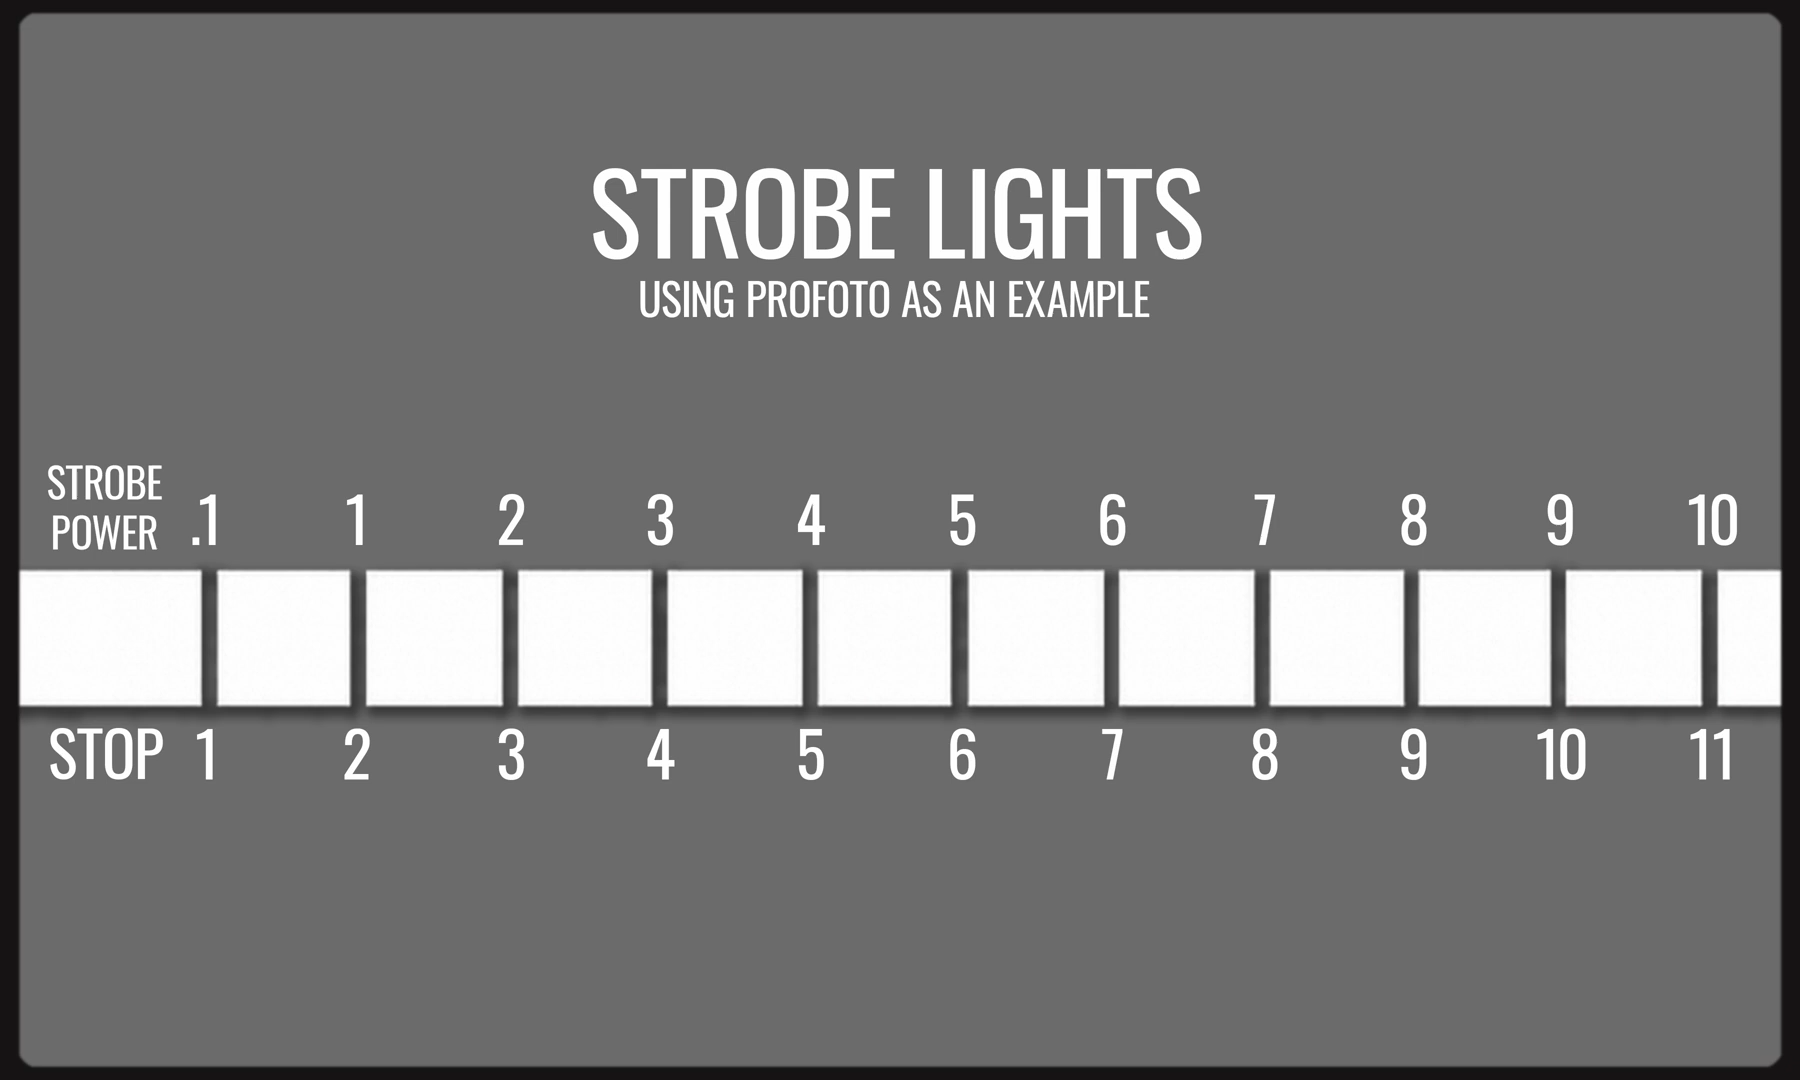 STROBE LIGHTS
USING PROFOTO AS AN EXAMPLE
STROBE
POWER .1 1 2 3 4 5 6 7 8 9 10
STOP 1 2 3 4 5 6 7 8 9 10 11